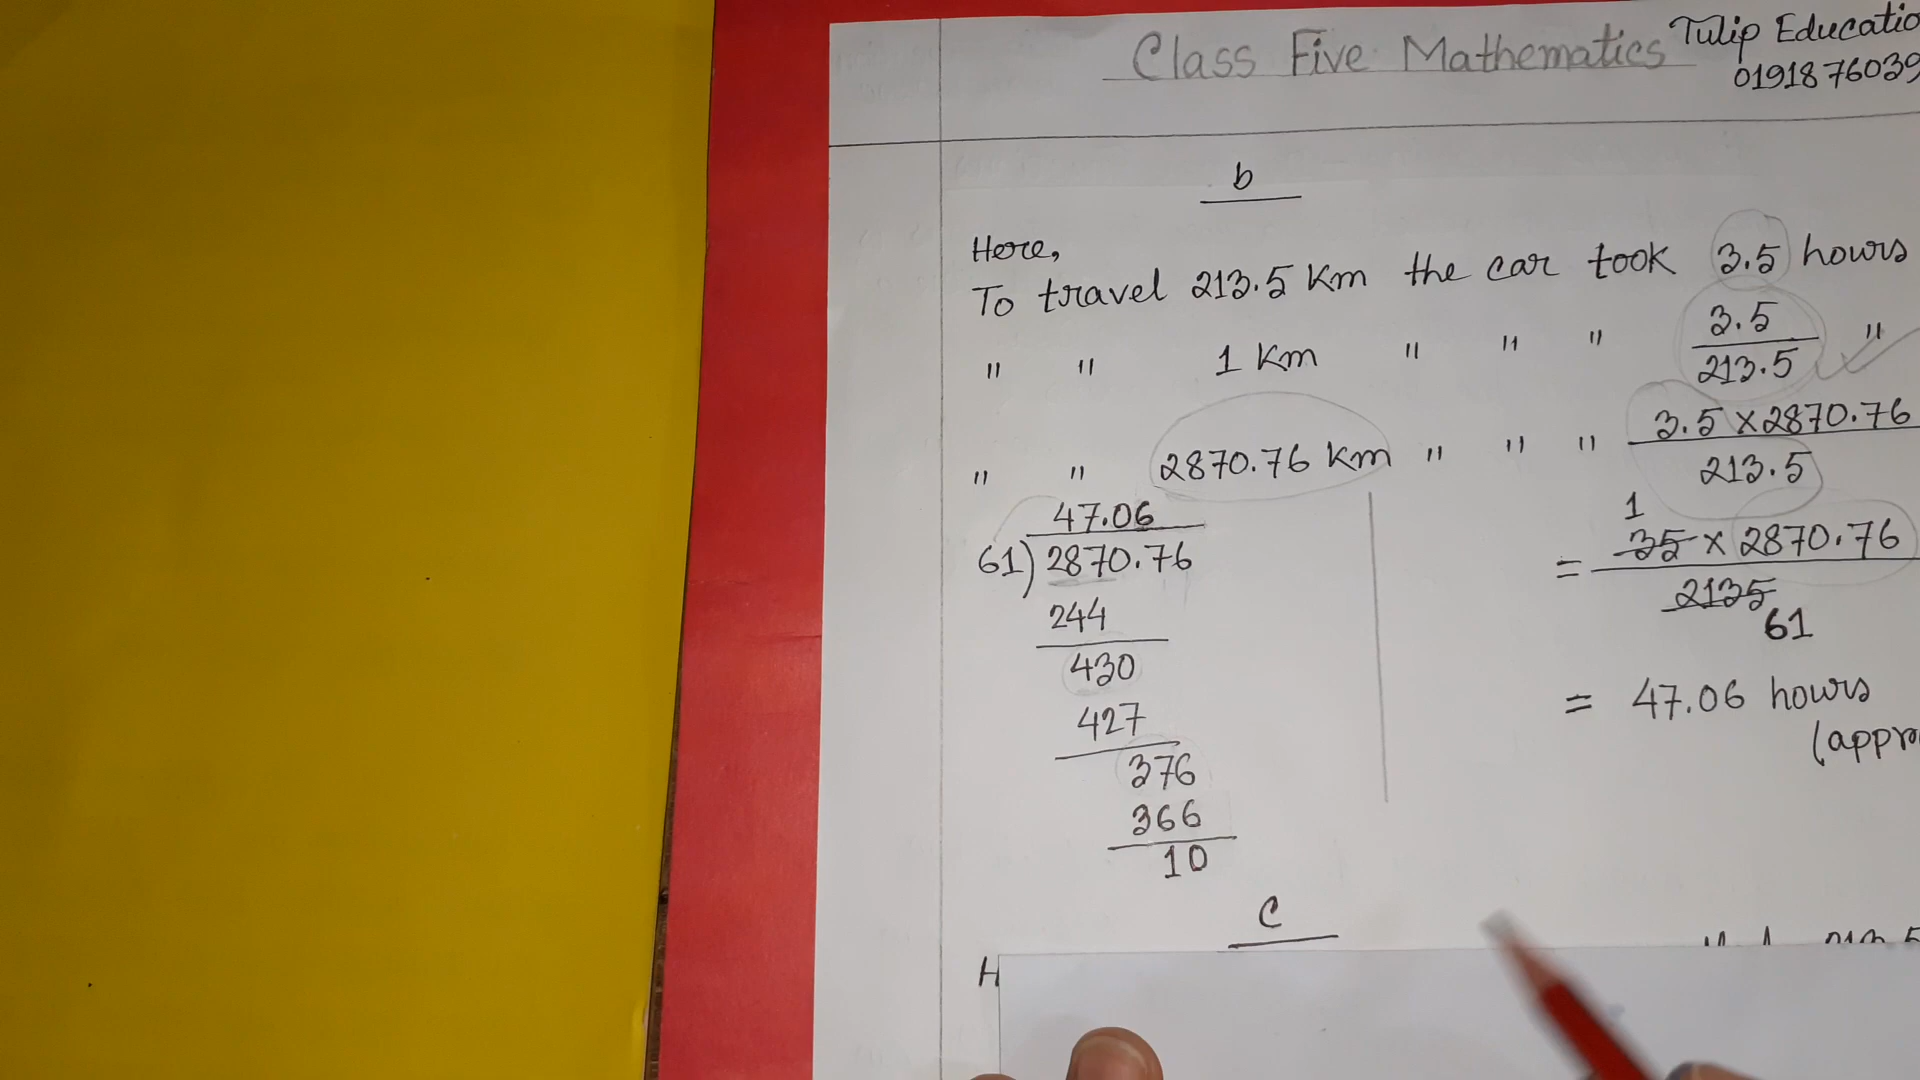 Class Five Mathematics
Tulip Educatio
0191876039
b
Here,
To travel 213.5 Km the car took 3.5 hours
" " 1 Km " " " 3.5 "
213.5
" " 2870.76 km " " " 3.5 × 2870.76
213.5
47.06
61)2870.76
244
430
427
376
366
10
1
= 35 × 2870.76
2135
61
= 47.06 hours
(appro
C
H